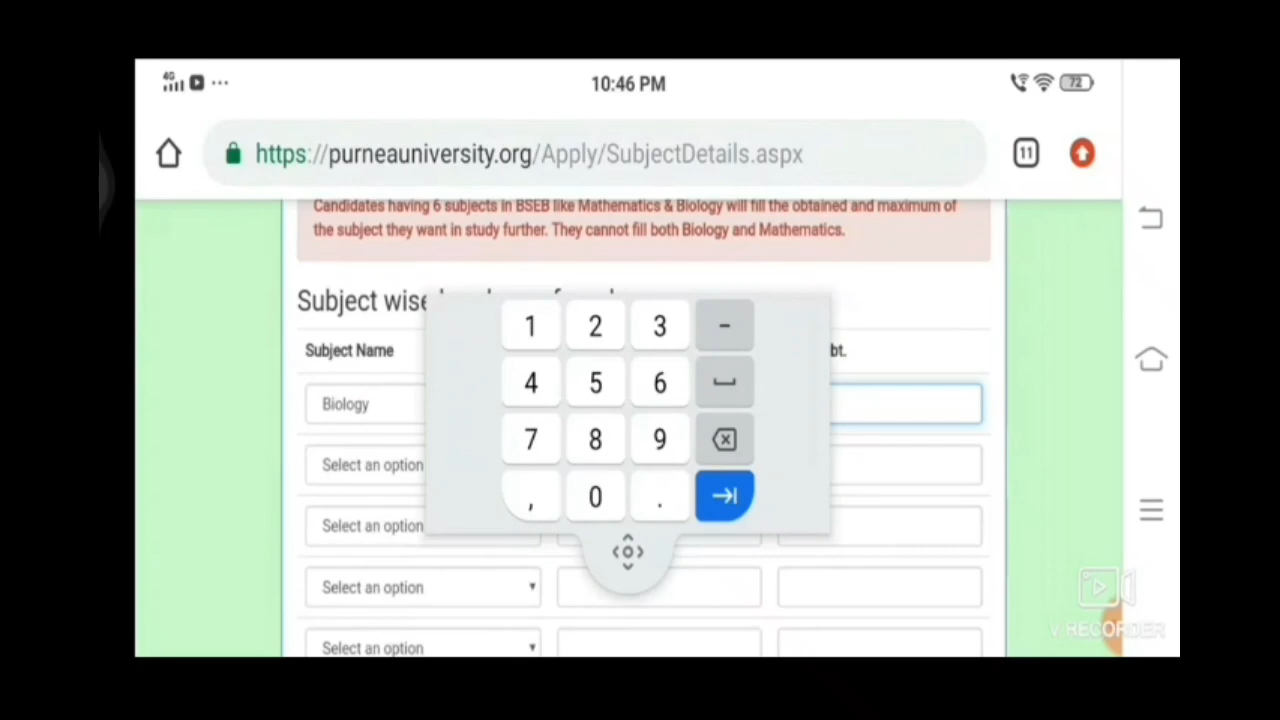 4G
10:46 PM
72
https://purneauniversity.org/Apply/SubjectDetails.aspx
11
Candidates having 6 subjects in BSEB like Mathematics & Biology will fill the obtained and maximum of
the subject they want in study further. They cannot fill both Biology and Mathematics.
Subject wise
1 2 3 -
Subject Name
bt.
4 5 6
Biology
7 8 9
Select an option
, 0 .
Select an option
Select an option
V RECORDER
Select an option